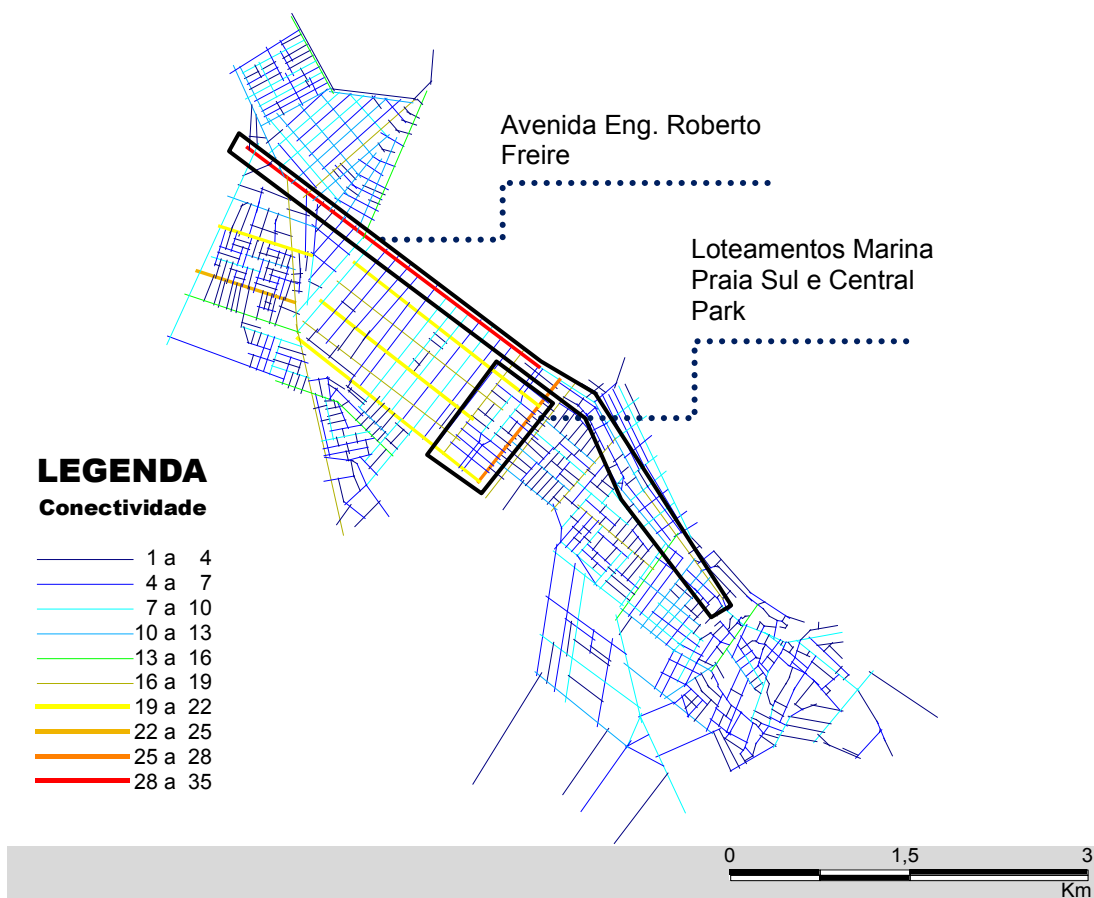 Avenida Eng. Roberto
Freire
Loteamentos Marina
Praia Sul e Central
Park
LEGENDA
Conectividade
1 a 4
4 a 7
7 a 10
10 a 13
13 a 16
16 a 19
19 a 22
22 a 25
25 a 28
28 a 35
0 1,5 3
Km